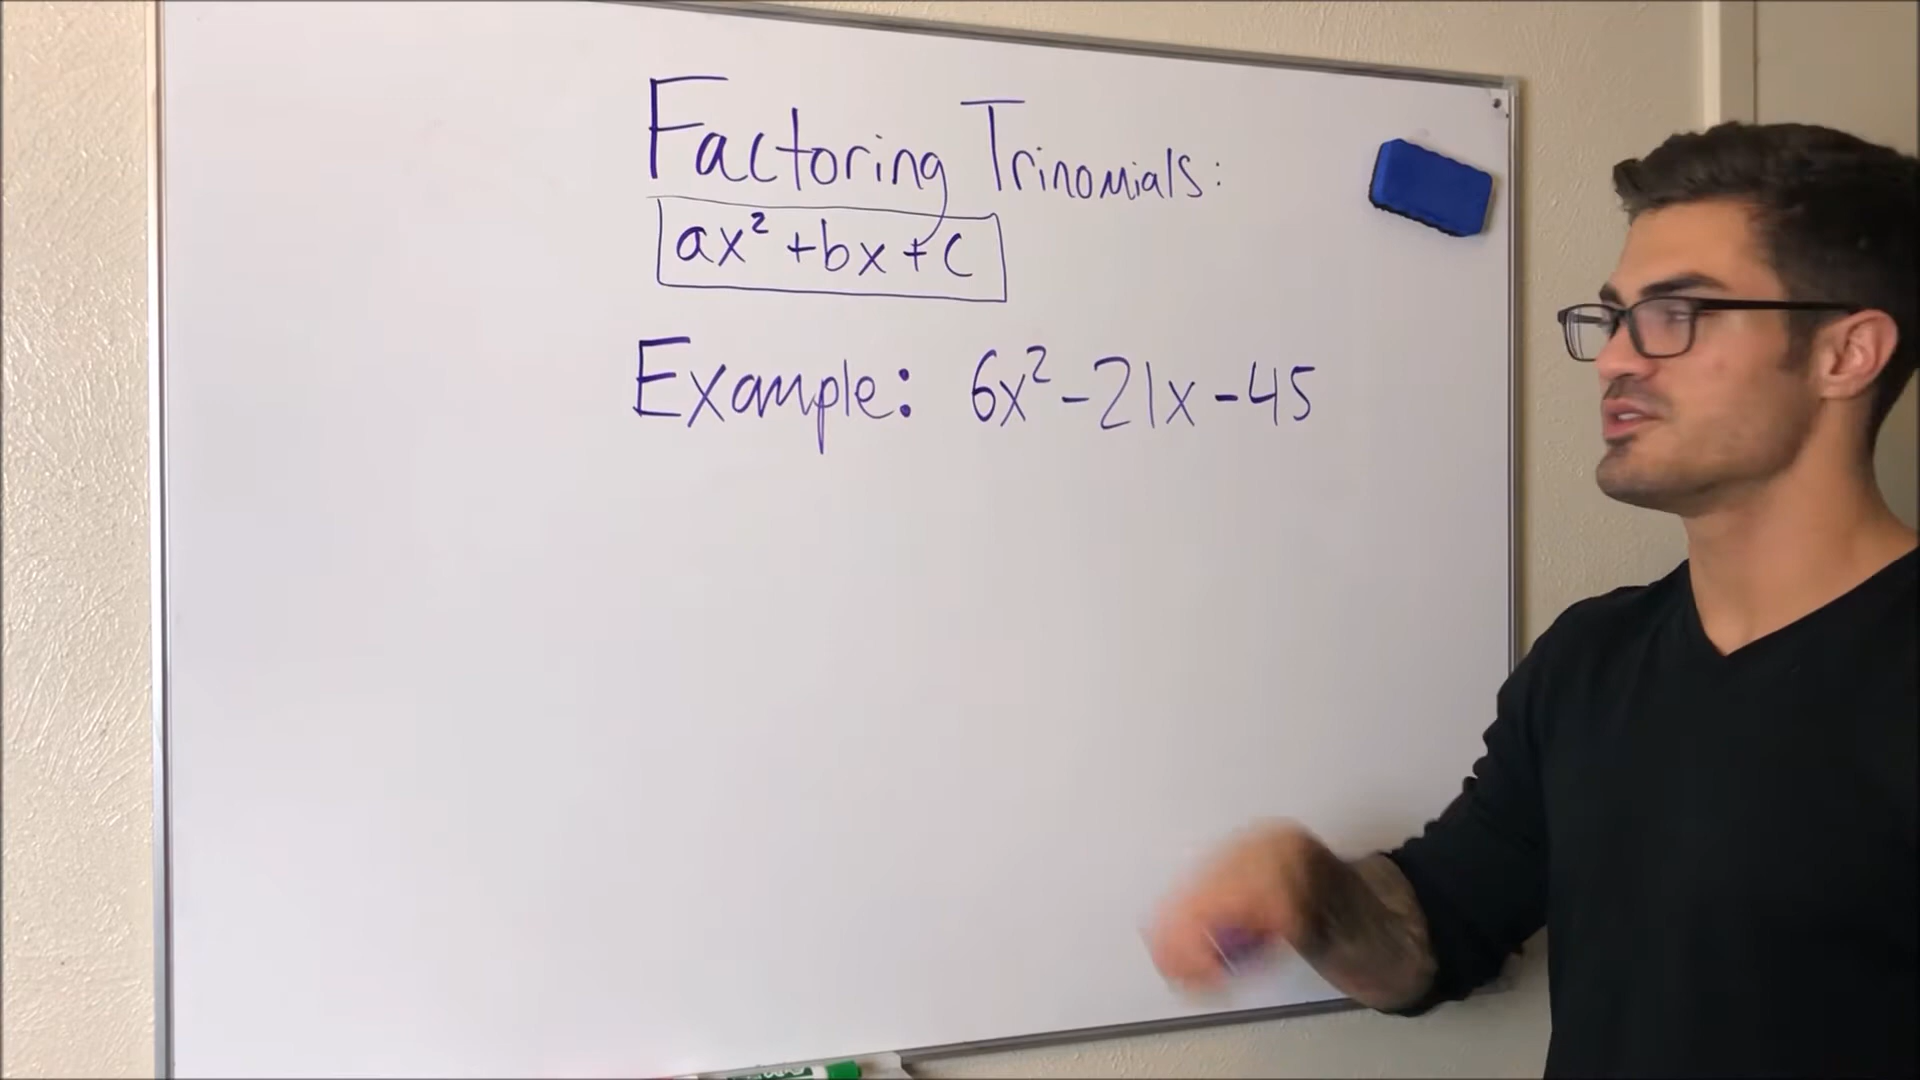 Factoring Trinomials:
ax² + bx + c
Example: 6x² - 21x - 45